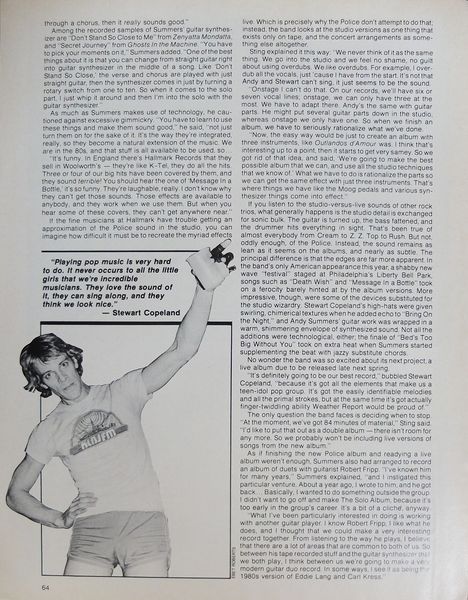 through a chorus, then it really sounds good."
Among the recorded samples of Summers' guitar synthes-
izer are "Don't Stand So Close to Me" from Zenyatta Mondatta,
and "Secret Journey" from Ghosts In the Machine. "You have
to pick your moments on it," Summers added. "One of the best
things about it is that you can change from straight guitar right
into guitar synthesizer in the middle of a song. Like 'Don't
Stand So Close,' the verse and chorus are played with just
straight guitar, then the synthesizer comes in just by turning a
rotary switch from one to ten. So when it comes to the solo
part, I just whip it around and then I'm into the solo with the
guitar synthesizer."
As much as Summers makes use of technology, he cau-
tioned against excessive gimmickry. "You have to learn to use
these things and make them sound good," he said, "not just
turn them on for the sake of it. It's the way they're integrated,
really, so they become a natural extension of the music. We
are in the 80s, and that stuff is all available to be used, so...
"It's funny. In England there's Hallmark Records that they
sell in Woolworth's — they're like K-Tel, they do all the hits.
Three or four of our big hits have been covered by them, and
they sound terrible! You should hear the one of 'Message In a
Bottle,' it's so funny. They're laughable, really. I don't know why
they can't get those sounds. Those effects are available to
anybody, and they work when we use them. But when you
hear some of these covers, they can't get anywhere near."
If the fine musicians at Hallmark have trouble getting an
approximation of the Police sound in the studio, you can
imagine how difficult it must be to recreate the myriad effects
"Playing pop music is very hard
to do. It never occurs to all the little
girls that we're incredible
musicians. They love the sound of
it, they can sing along, and they
think we look nice."
— Stewart Copeland
EBET ROBERTS
64
live. Which is precisely why the Police don't attempt to do that;
instead, the band looks at the studio versions as one thing that
exists only on tape, and the concert arrangements as some-
thing else altogether.
Sting explained it this way: "We never think of it as the same
thing. We go into the studio and we feel no shame, no guilt
about using overdubs. We like overdubs. For example, I over-
dub all the vocals, just 'cause I have from the start. It's not that
Andy and Stewart can't sing, it just seems to be the sound.
"Onstage I can't do that. On our records, we'll have six or
seven vocal lines; onstage, we can only have three at the
most. We have to adapt there. Andy's the same with guitar
parts. He might put several guitar parts down in the studio,
whereas onstage we only have one. So when we finish an
album, we have to seriously rationalize what we've done.
"Now, the easy way would be just to create an album with
three instruments, like Outlandos d'Amour was. I think that's
interesting up to a point, then it starts to get very samey. So we
got rid of that idea, and said, 'We're going to make the best
possible album that we can, and use all the studio techniques
that we know of.' What we have to do is rationalize the parts so
we can get the same effect with just three instruments. That's
where things we have like the Moog pedals and various syn-
thesizer things come into effect."
If you listen to the studio-versus-live sounds of other rock
trios, what generally happens is the studio detail is exchanged
for sonic bulk. The guitar is turned up, the bass fattened, and
the drummer hits everything in sight. That's been true of
almost everybody from Cream to Z.Z. Top to Rush. But not,
oddly enough, of the Police. Instead, the sound remains as
lean as it seems on the albums, and nearly as subtle. The
principal difference is that the edges are far more apparent. In
the band's only American appearance this year, a shabby new
wave "festival" staged at Philadelphia's Liberty Bell Park,
songs such as "Death Wish" and "Message In a Bottle" took
on a ferocity barely hinted at by the album versions. More
impressive, though, were some of the devices substituted for
the studio wizardry. Stewart Copeland's high-hats were given
swirling, chimerical textures when he added echo to "Bring On
the Night," and Andy Summers' guitar work was wrapped in a
warm, shimmering envelope of synthesized sound. Not all the
additions were technological, either; the finale of "Bed's Too
Big Without You" took on extra heat when Summers started
supplementing the beat with jazzy substitute chords.
No wonder the band was so excited about its next project, a
live album due to be released late next spring.
"It's definitely going to be our best record," bubbled Stewart
Copeland, "because it's got all the elements that make us a
teen-idol pop group. It's got the easily identifiable melodies
and all the primal strokes, but at the same time it's got actually
finger-twiddling ability Weather Report would be proud of."
The only question the band faces is deciding when to stop.
"At the moment, we've got 84 minutes of material," Sting said.
"I'd like to put that out as a double album — there isn't room for
any more. So we probably won't be including live versions of
songs from the new album."
As if finishing the new Police album and readying a live
album weren't enough, Summers also had arranged to record
an album of duets with guitarist Robert Fripp. "I've known him
for many years," Summers explained, "and I instigated this
particular venture. About a year ago, I wrote to him, and he got
back... Basically, I wanted to do something outside the group.
I didn't want to go off and make The Solo Album, because it's
too early in the group's career. It's a bit of a cliché, anyway.
"What I've been particularly interested in doing is working
with another guitar player. I know Robert Fripp, I like what he
does, and I thought that we could make a very interesting
record together. From listening to the way he plays, I believe
that there are a lot of areas that are common to both of us. So
between his tape recorded stuff and the guitar synthesizer that
we both play, I think between us we're going to make a very
modern guitar duo record. In some ways, I see it as being the
1980s version of Eddie Lang and Carl Kress."